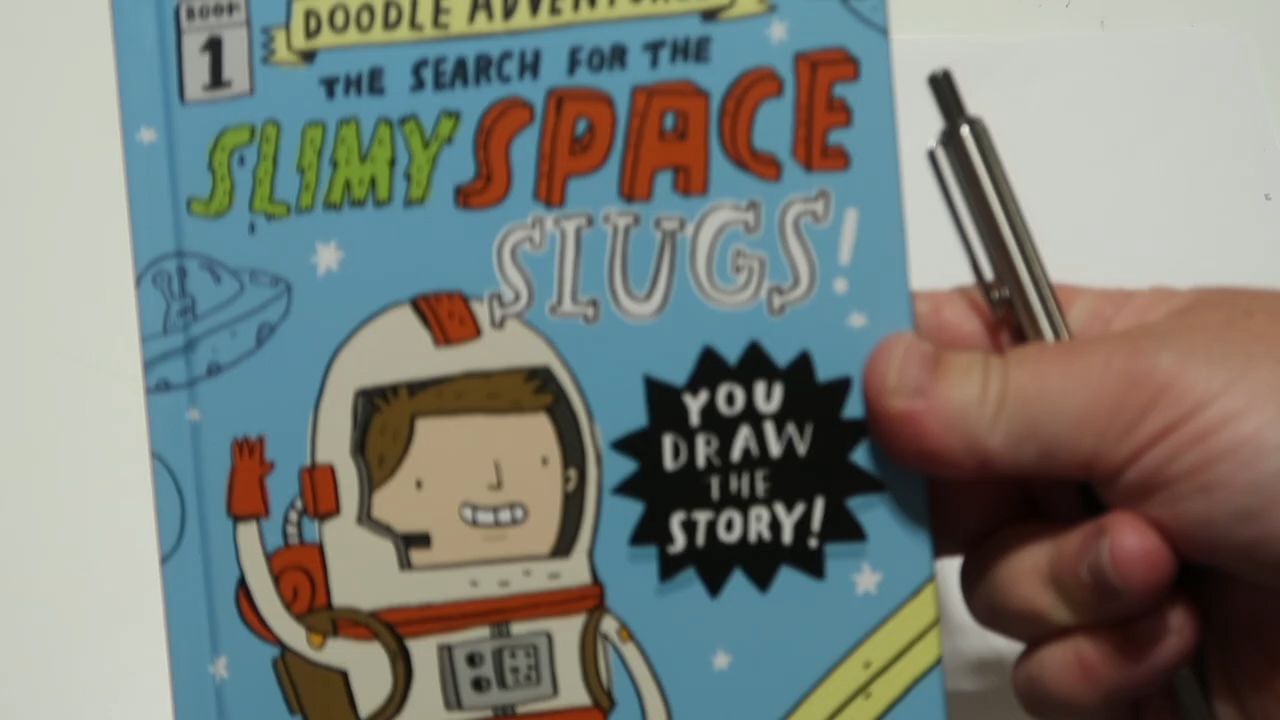 BOOK
1
DOODLE ADVENTURES
THE SEARCH FOR THE
SLIMY SPACE
SLUGS!
YOU
DRAW
THE
STORY!